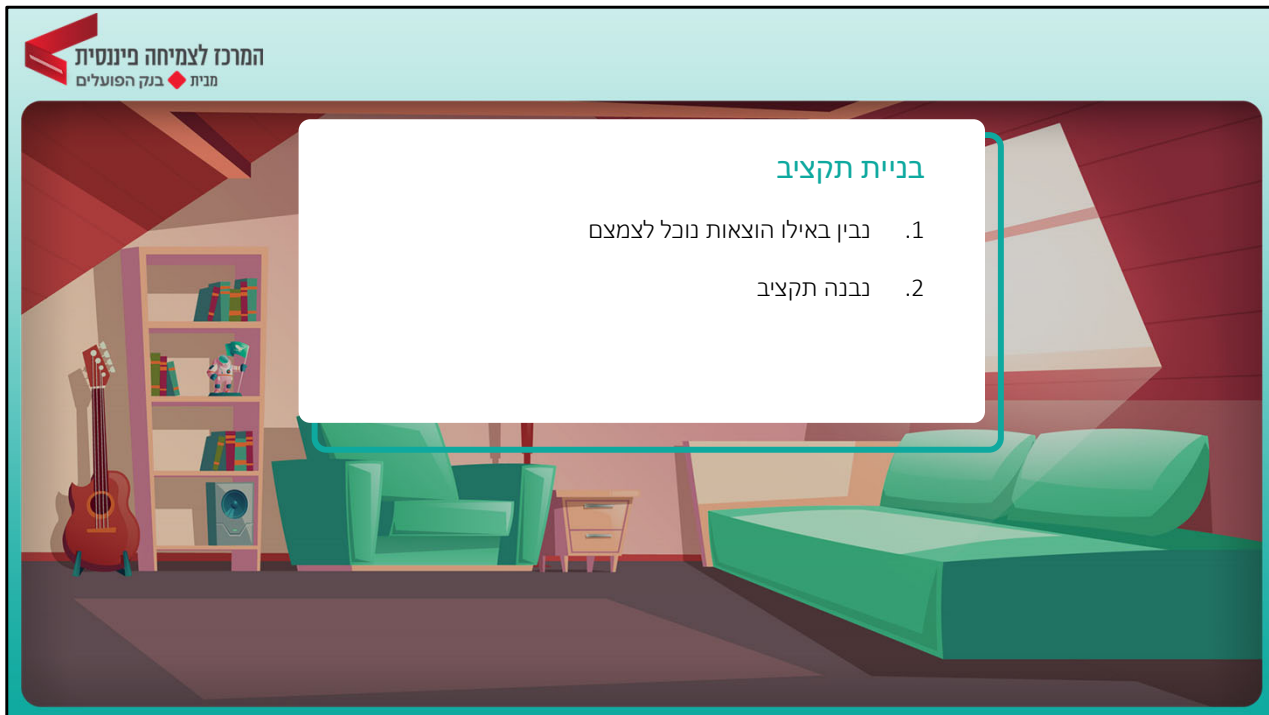 המרכז לצמיחה פיננסית
מבית בנק הפועלים
בניית תקציב
1. נבין באילו הוצאות נוכל לצמצם
2. נבנה תקציב